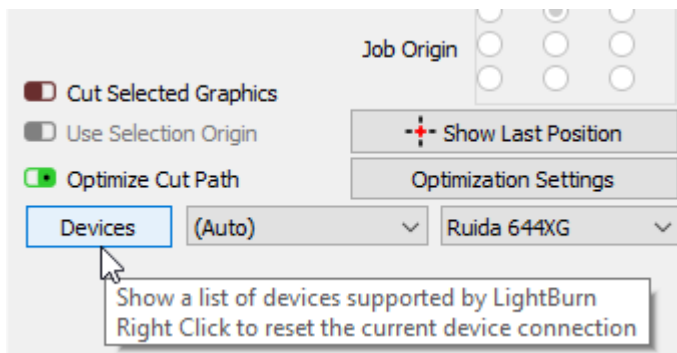 Job Origin
Cut Selected Graphics
Use Selection Origin
Show Last Position
Optimize Cut Path
Optimization Settings
Devices
(Auto)
Ruida 644XG
Show a list of devices supported by LightBurn
Right Click to reset the current device connection